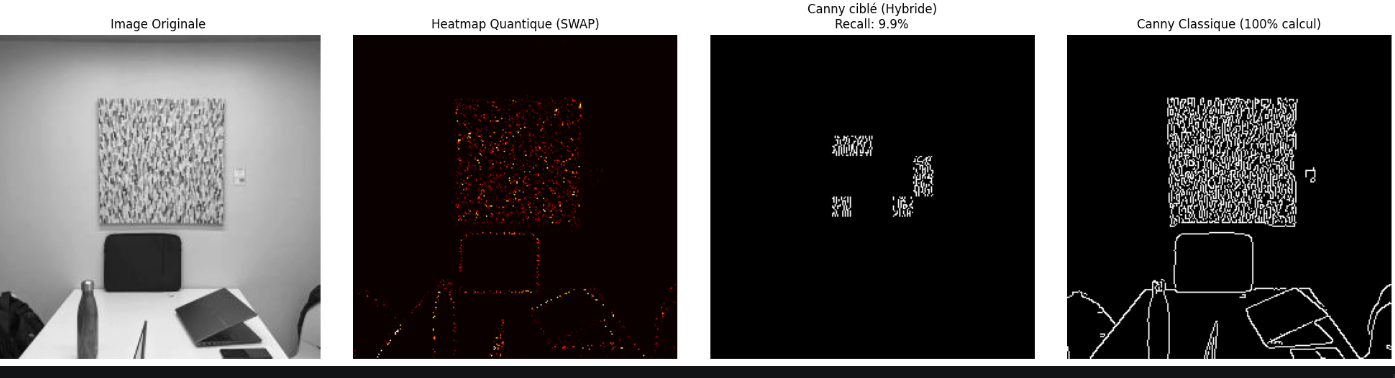 Image Originale
Heatmap Quantique (SWAP)
Canny ciblé (Hybride)
Recall: 9.9%
Canny Classique (100% calcul)